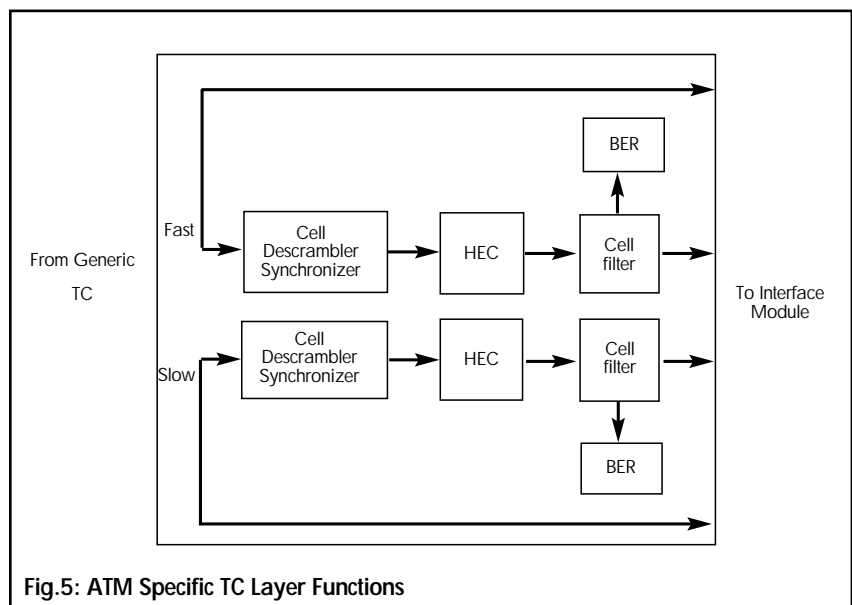 BER
Fast
Cell
Descrambler
Synchronizer
HEC
Cell
filter
From Generic
TC
To Interface
Module
Slow
Cell
Descrambler
Synchronizer
HEC
Cell
filter
BER
Fig.5: ATM Specific TC Layer Functions